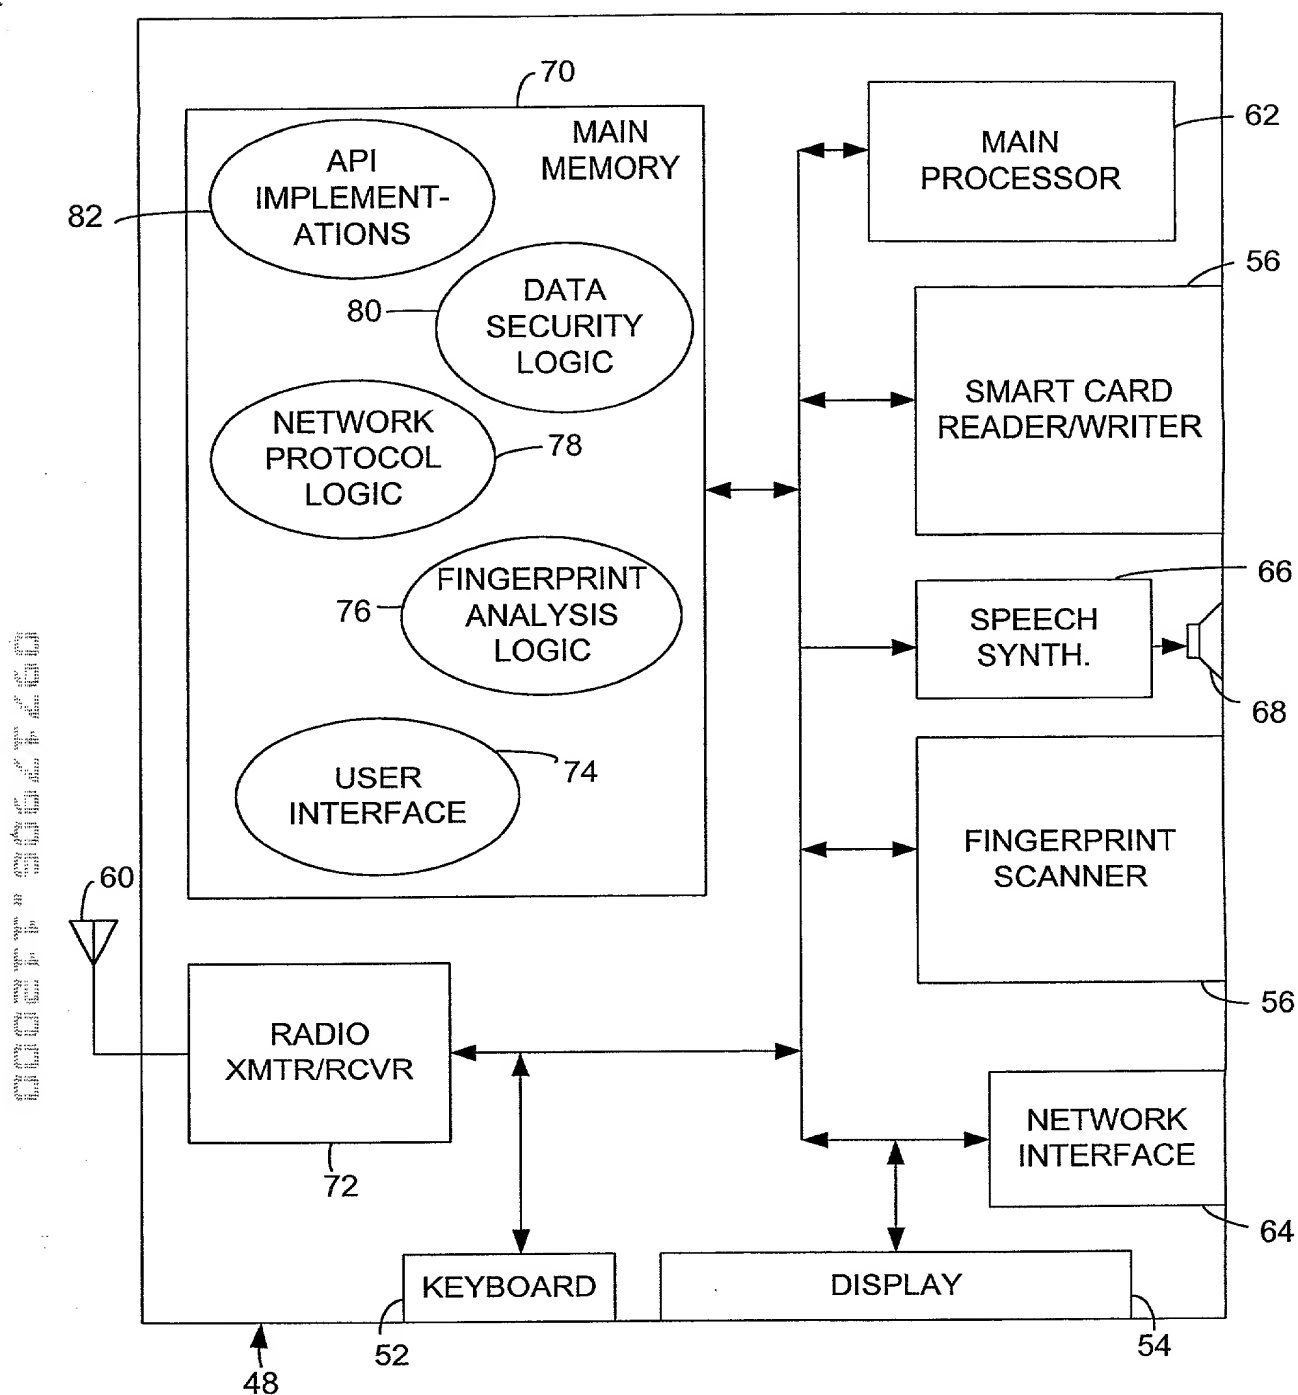 70
MAIN
MEMORY
API
IMPLEMENT-
ATIONS
82
DATA
SECURITY
LOGIC
80
NETWORK
PROTOCOL
LOGIC
78
FINGERPRINT
ANALYSIS
LOGIC
76
USER
INTERFACE
74
60
RADIO
XMTR/RCVR
72
MAIN
PROCESSOR
62
56
SMART CARD
READER/WRITER
66
SPEECH
SYNTH.
68
FINGERPRINT
SCANNER
56
NETWORK
INTERFACE
64
KEYBOARD
52
DISPLAY
54
48